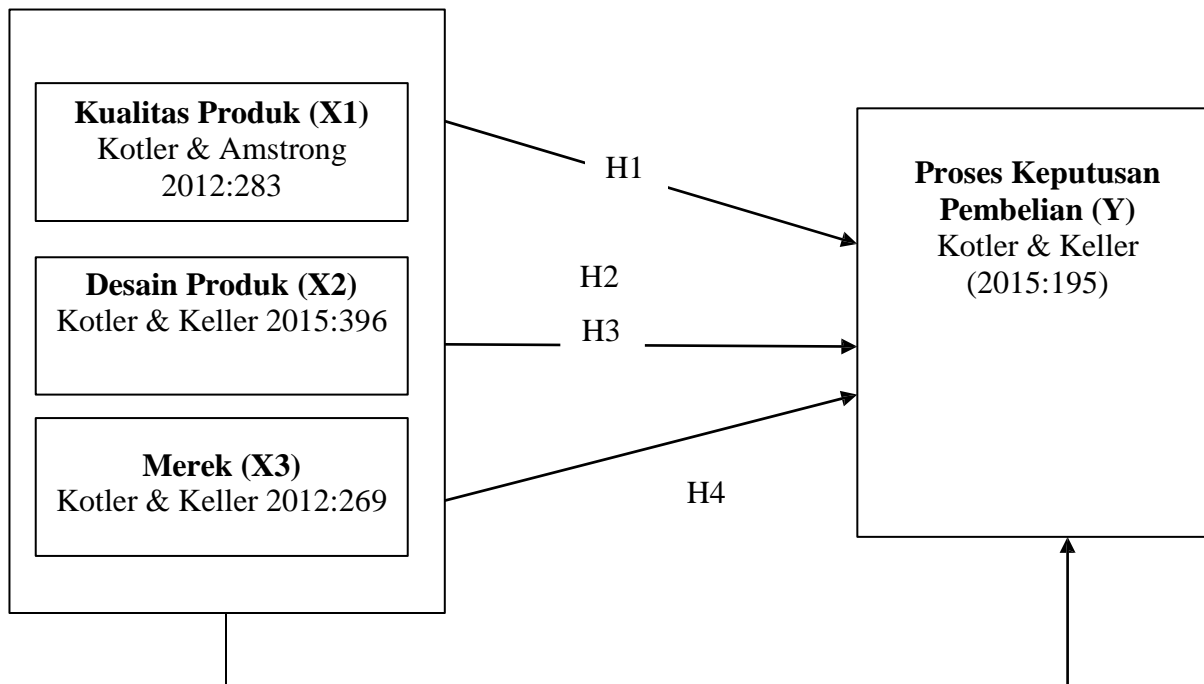 Kualitas Produk (X1)
Kotler & Amstrong
2012:283
H1
Proses Keputusan
Pembelian (Y)
Kotler & Keller
(2015:195)
Desain Produk (X2)
Kotler & Keller 2015:396
H2
H3
Merek (X3)
Kotler & Keller 2012:269
H4